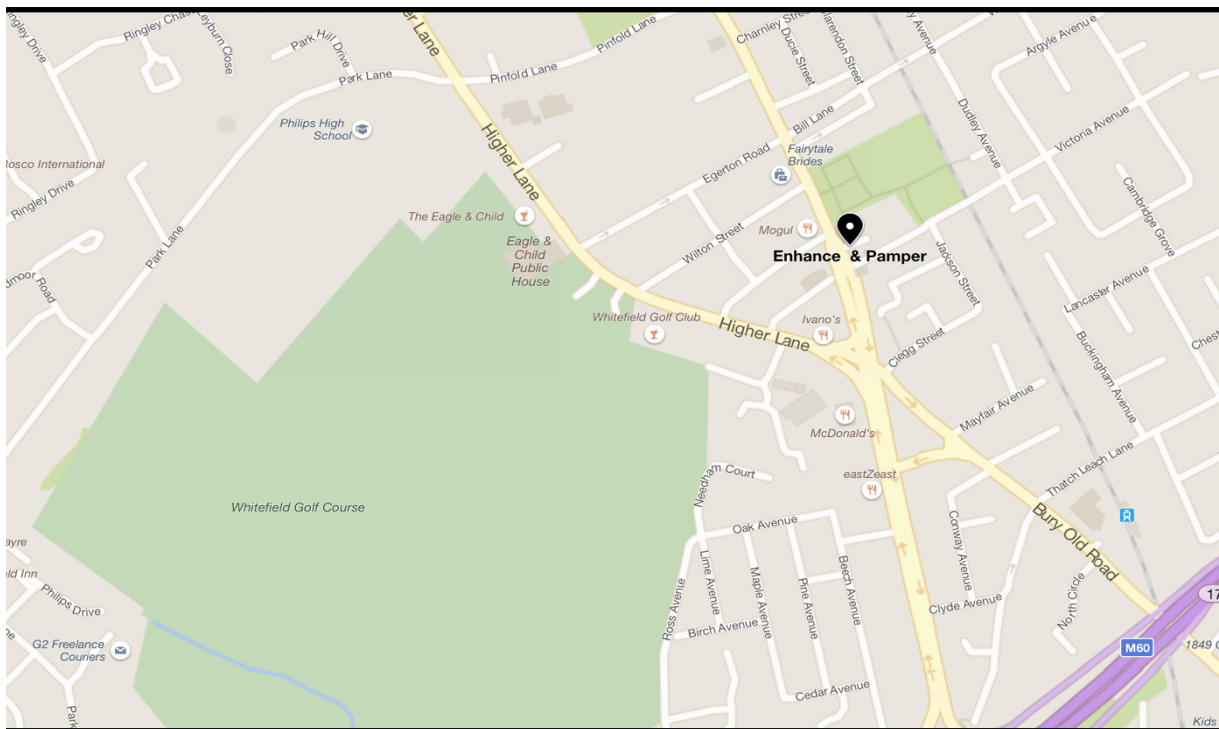 Ringley Chase
Leyburn Close
Ringley Drive
Park Hill Drive
Park Lane
Pinfold Lane
Pinfold Lane
Higher Lane
Charnley Street
Ducie Street
Clarendon Street
Argyle Avenue
Dudley Avenue
Victoria Avenue
Bill Lane
Philips High
School
Higher Lane
Egerton Road
Fairytale
Brides
Bosco International
Ringley Drive
Cambridge Grove
The Eagle & Child
Eagle &
Child
Public
House
Mogul
Wilton Street
Enhance & Pamper
Park Lane
Jackson Street
Lancaster Avenue
Whitefield Golf Club
Higher Lane
Ivano's
Clegg Street
Buckingham Avenue
Mayfair Avenue
McDonald's
Thatch Leach Lane
eastZeast
Needham Court
Whitefield Golf Course
Oak Avenue
Conway Avenue
Bury Old Road
Lime Avenue
Maple Avenue
Pine Avenue
Beech Avenue
Ross Avenue
Birch Avenue
Clyde Avenue
North Circle
17
M60
Philips Drive
G2 Freelance
Couriers
1849
Cedar Avenue
Park
Kids